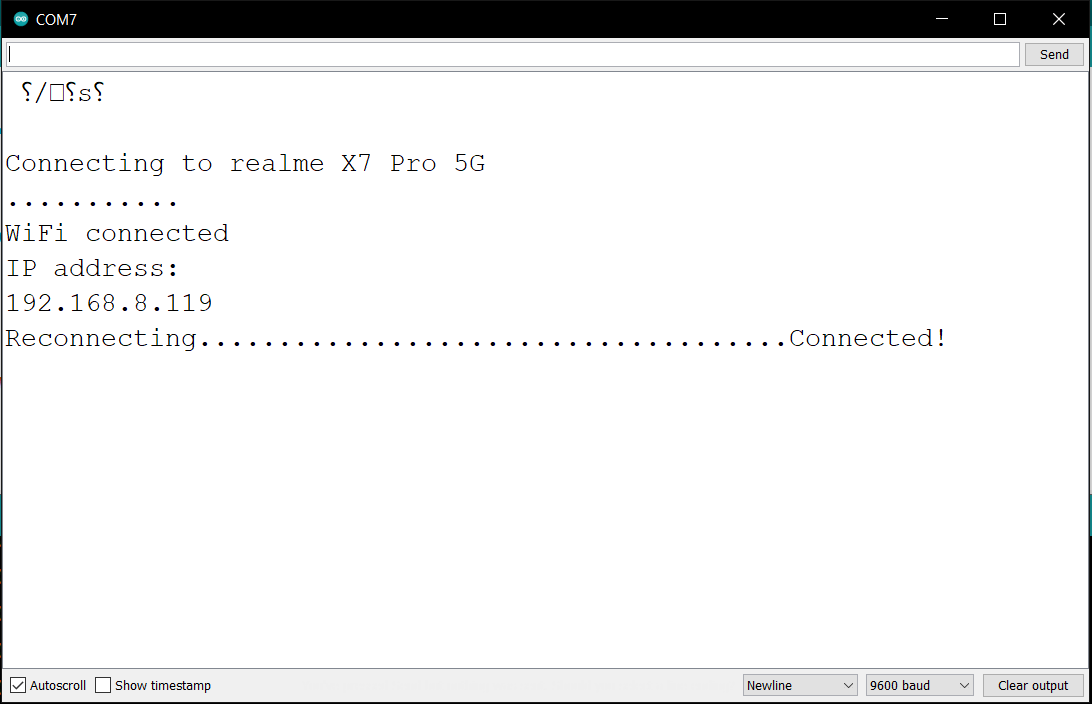 COM7
Send
⸮/□⸮s⸮
Connecting to realme X7 Pro 5G
...........
WiFi connected
IP address:
192.168.8.119
Reconnecting.....................................Connected!
Autoscroll Show timestamp Newline 9600 baud Clear output